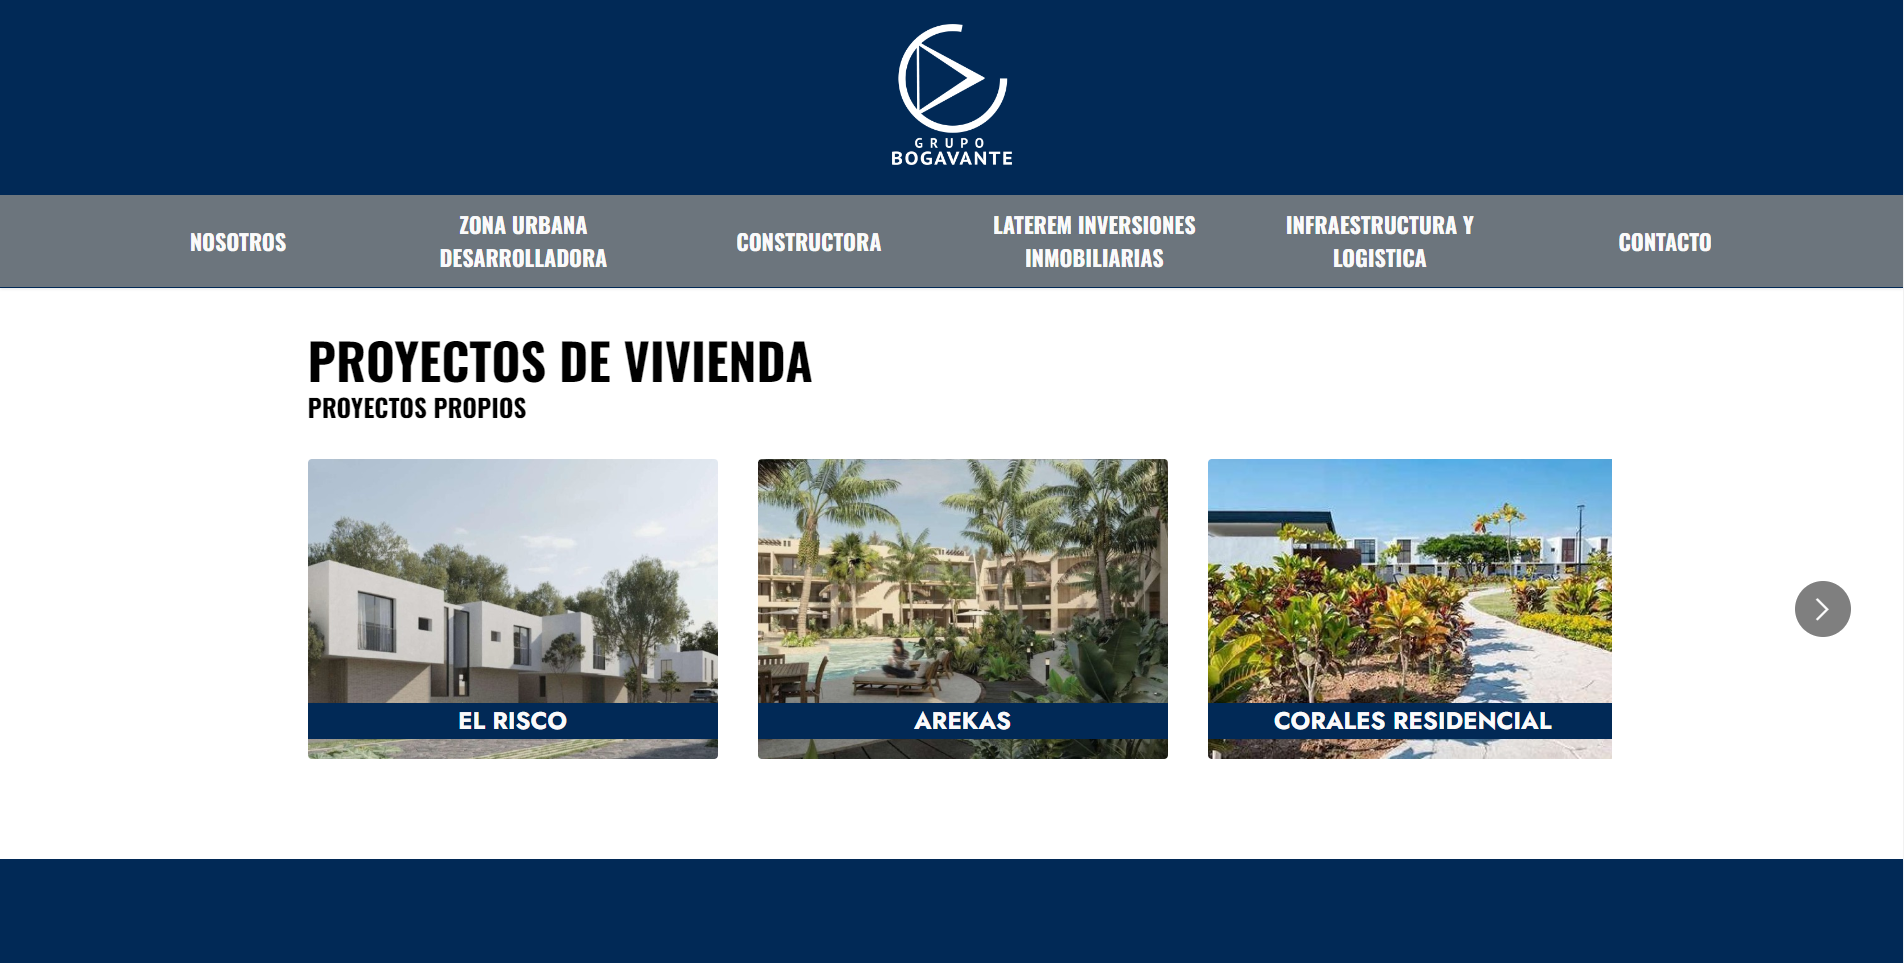 GRUPO
BOGAVANTE
NOSOTROS
ZONA URBANA
DESARROLLADORA
CONSTRUCTORA
LATEREM INVERSIONES
INMOBILIARIAS
INFRAESTRUCTURA Y
LOGISTICA
CONTACTO
PROYECTOS DE VIVIENDA
PROYECTOS PROPIOS
EL RISCO
AREKAS
CORALES RESIDENCIAL